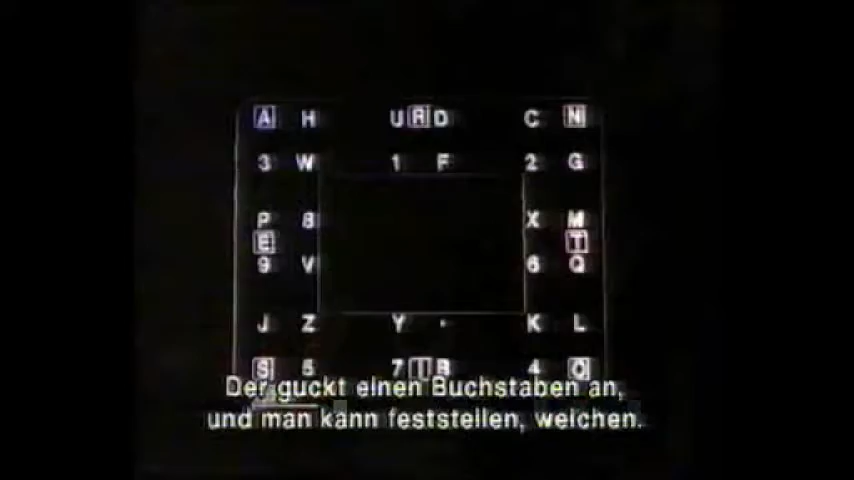 A H U R D C N
3 W 1 F 2 G
P 8 X M
E T
9 V 6 Q
J Z Y . K L
S 5 7 I B 4 O
Der guckt einen Buchstaben an,
und man kann feststellen, welchen.